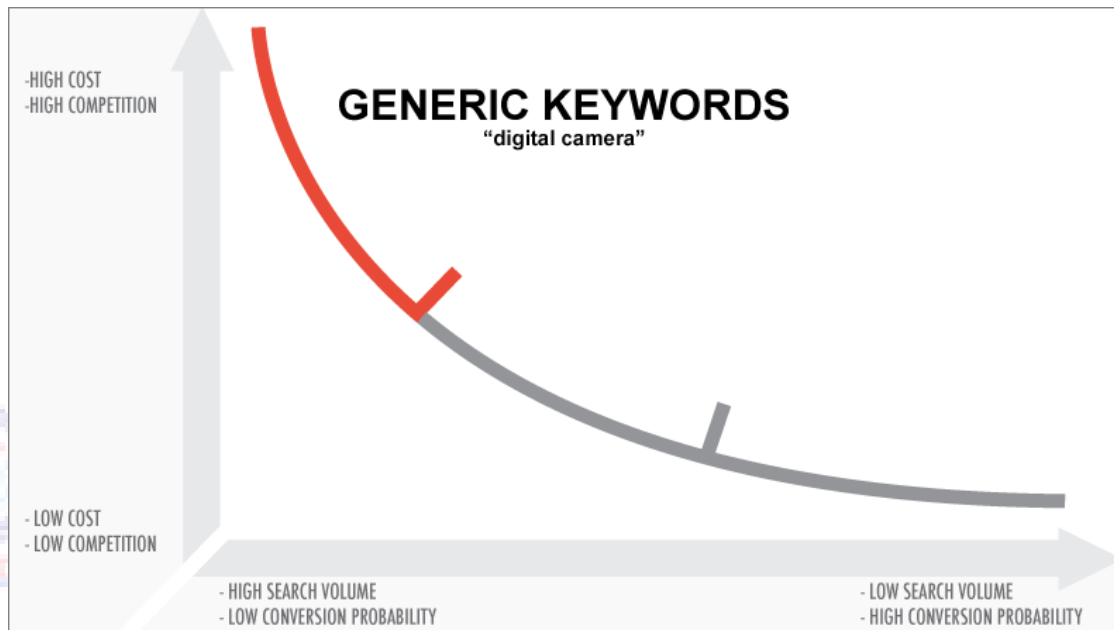 -HIGH COST
-HIGH COMPETITION
GENERIC KEYWORDS
“digital camera”
- LOW COST
- LOW COMPETITION
- HIGH SEARCH VOLUME
- LOW CONVERSION PROBABILITY
- LOW SEARCH VOLUME
- HIGH CONVERSION PROBABILITY